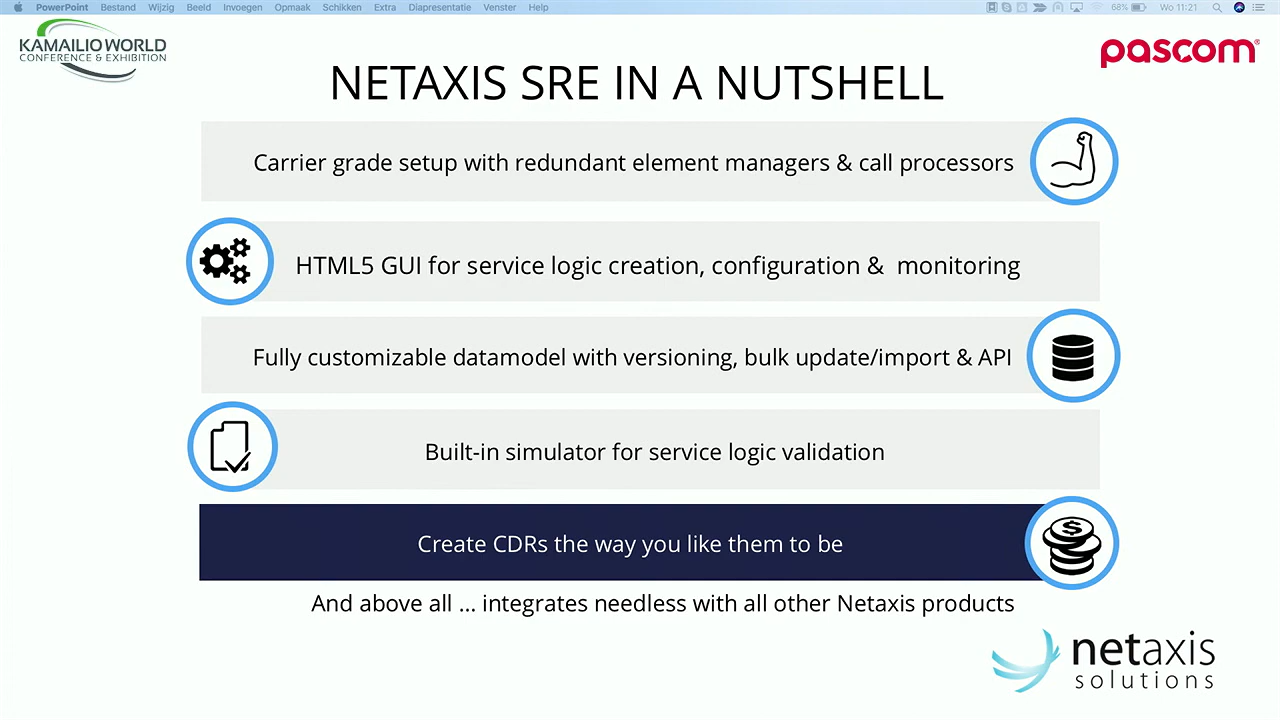 PowerPoint Bestand Wijzig Beeld Invoegen Opmaak Schikken Extra Diapresentatie Venster Help 68% Wo 11:21
KAMAILIO WORLD
CONFERENCE & EXHIBITION
pascom®
NETAXIS SRE IN A NUTSHELL
Carrier grade setup with redundant element managers & call processors
HTML5 GUI for service logic creation, configuration & monitoring
Fully customizable datamodel with versioning, bulk update/import & API
Built-in simulator for service logic validation
Create CDRs the way you like them to be
$
And above all ... integrates needless with all other Netaxis products
netaxis
solutions